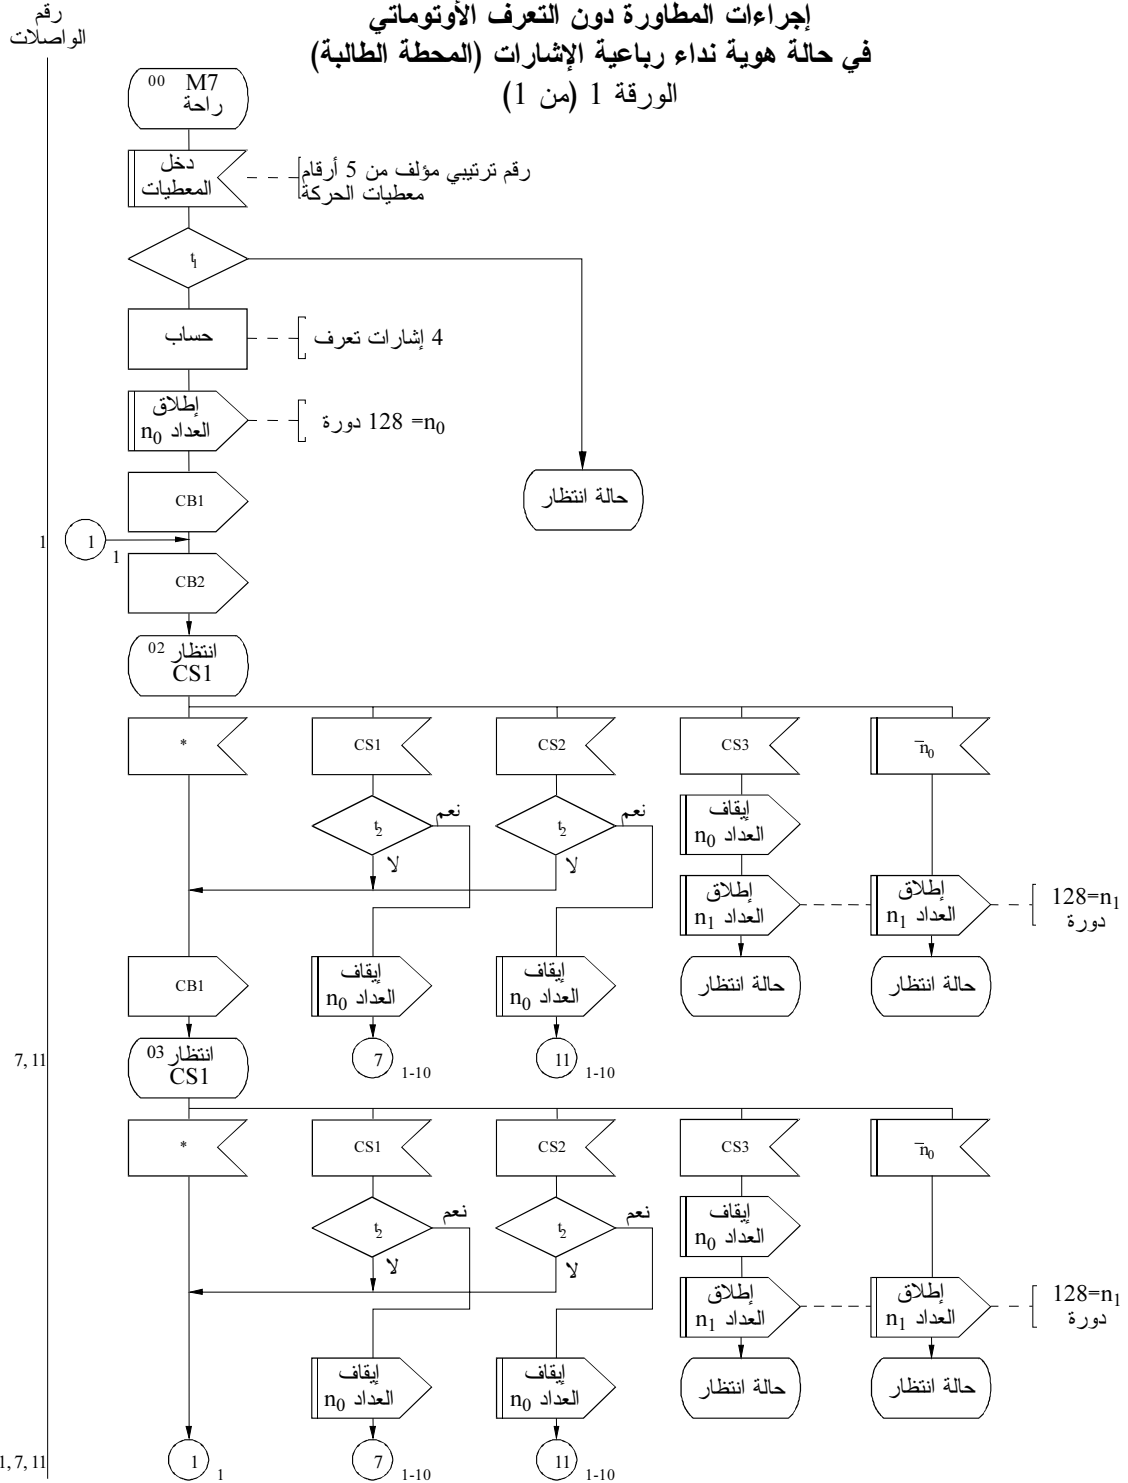 رقم
الواصلات
إجراءات المطاورة دون التعرف الأوتوماتي
في حالة هوية نداء رباعية الإشارات (المحطة الطالبة)
الورقة 1 (من 1)
00 M7
راحة
دخل
المعطيات
رقم ترتيبي مؤلف من 5 أرقام
معطيات الحركة
t1
حساب
4 إشارات تعرف
إطلاق
العداد n0
n0= 128 دورة
CB1
حالة انتظار
1
1
1
CB2
02 انتظار
CS1
*
CS1
CS2
CS3
n0
t2
نعم
لا
t2
نعم
لا
إيقاف
العداد n0
إطلاق
العداد n1
إطلاق
العداد n1
128=n1
دورة
CB1
إيقاف
العداد n0
إيقاف
العداد n0
حالة انتظار
حالة انتظار
7, 11
03 انتظار
CS1
7
1-10
11
1-10
*
CS1
CS2
CS3
n0
t2
نعم
لا
t2
نعم
لا
إيقاف
العداد n0
إطلاق
العداد n1
إطلاق
العداد n1
128=n1
دورة
إيقاف
العداد n0
إيقاف
العداد n0
حالة انتظار
حالة انتظار
1, 7, 11
1
1
7
1-10
11
1-10